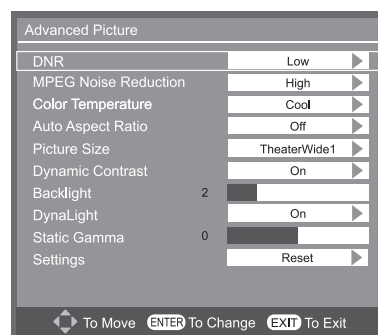 Advanced Picture
DNR Low
MPEG Noise Reduction High
Color Temperature Cool
Auto Aspect Ratio Off
Picture Size TheaterWide1
Dynamic Contrast On
Backlight 2
DynaLight On
Static Gamma 0
Settings Reset
To Move ENTER To Change EXIT To Exit